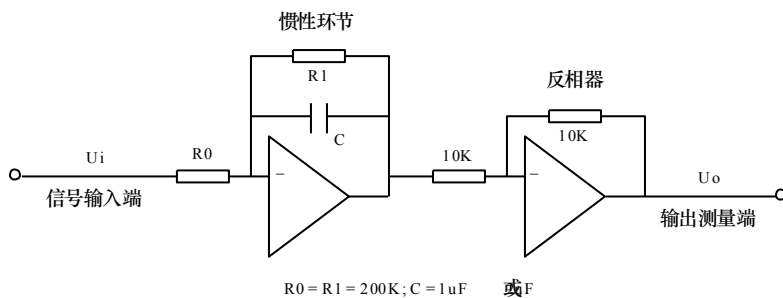 惯性环节
R1
C
反相器
10K
Ui
R0
10K
Uo
信号输入端
输出测量端
－
－
R0 = R1 = 200K; C = 1uF 或 F